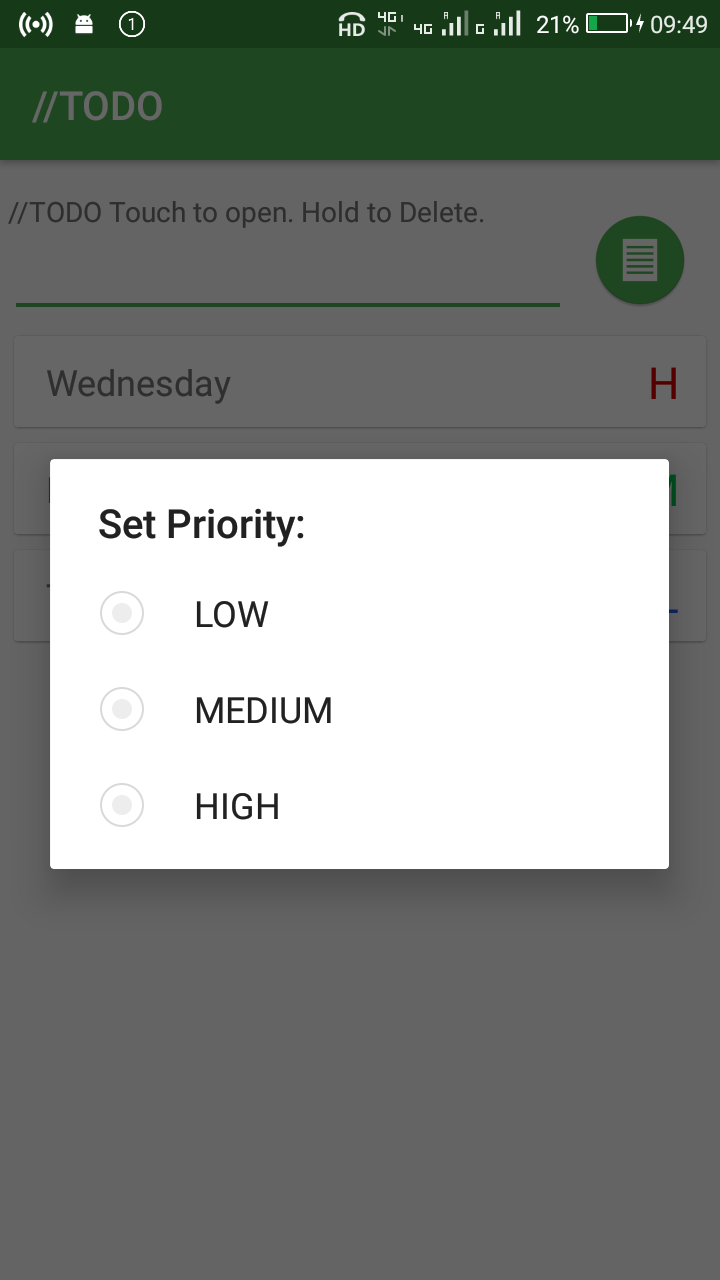 1 HD 4G 4G R G R 21% 09:49
//TODO
//TODO Touch to open. Hold to Delete.
Wednesday H
Set Priority:
LOW
MEDIUM
HIGH